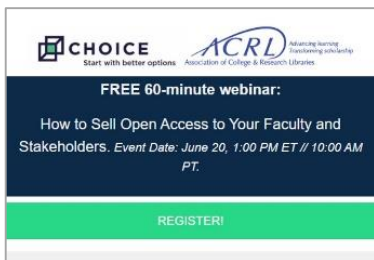 CHOICE
Start with better options
ACRL
Association of College & Research Libraries
Advancing learning
Transforming scholarship
FREE 60-minute webinar:
How to Sell Open Access to Your Faculty and
Stakeholders. Event Date: June 20, 1:00 PM ET // 10:00 AM
PT.
REGISTER!